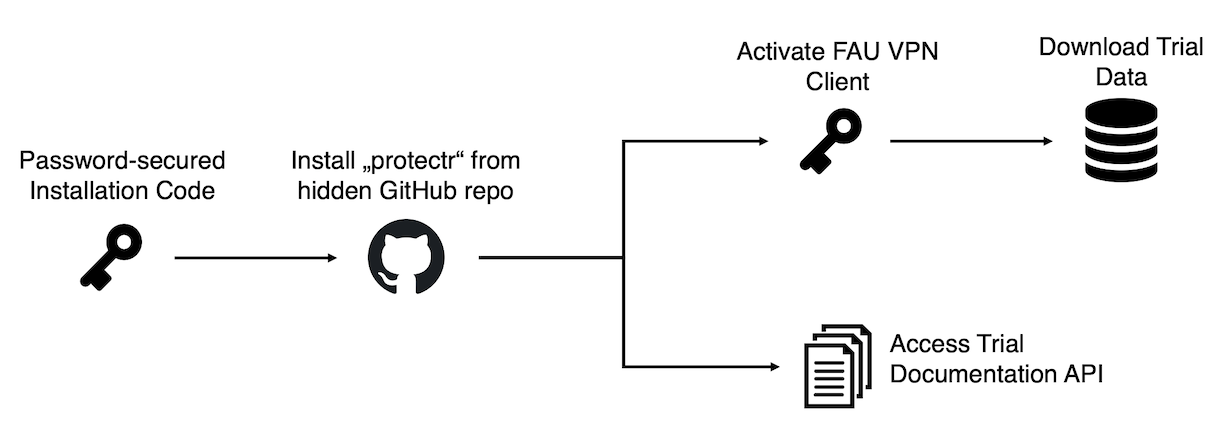 Password-secured
Installation Code
Install „protectr“ from
hidden GitHub repo
Activate FAU VPN
Client
Download Trial
Data
Access Trial
Documentation API